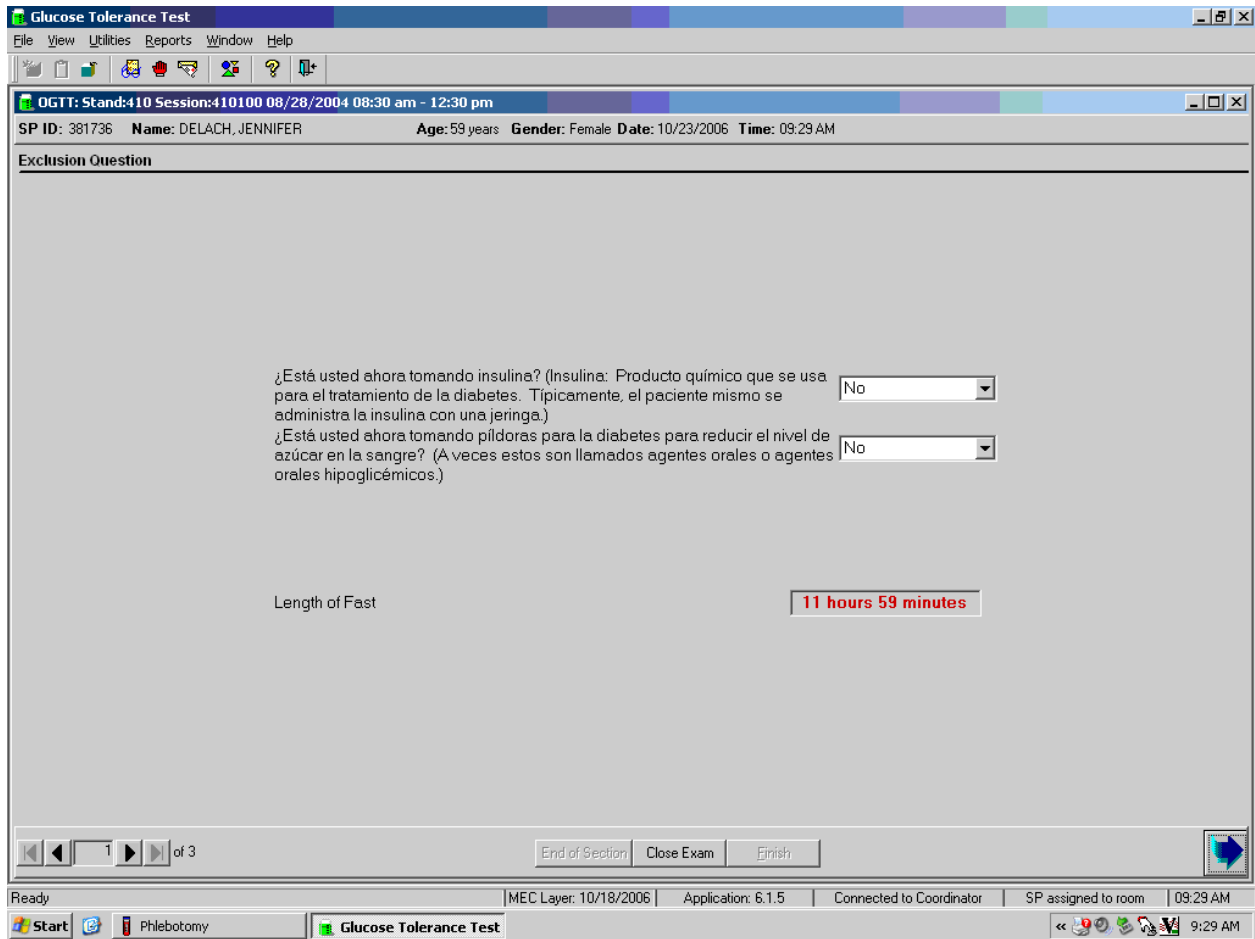 Glucose Tolerance Test
File View Utilities Reports Window Help
OGTT: Stand:410 Session:410100 08/28/2004 08:30 am - 12:30 pm
SP ID: 381736 Name: DELACH, JENNIFER Age: 59 years Gender: Female Date: 10/23/2006 Time: 09:29 AM
Exclusion Question
¿Está usted ahora tomando insulina? (Insulina: Producto químico que se usa
para el tratamiento de la diabetes. Típicamente, el paciente mismo se
administra la insulina con una jeringa.)
No
¿Está usted ahora tomando píldoras para la diabetes para reducir el nivel de
azúcar en la sangre? (A veces estos son llamados agentes orales o agentes
orales hipoglicémicos.)
No
Length of Fast 11 hours 59 minutes
1 of 3 End of Section Close Exam Finish
Ready MEC Layer: 10/18/2006 Application: 6.1.5 Connected to Coordinator SP assigned to room 09:29 AM
Start Phlebotomy Glucose Tolerance Test « 9:29 AM